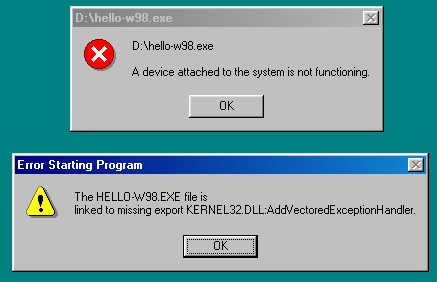 D:\hello-w98.exe
D:\hello-w98.exe
A device attached to the system is not functioning.
OK
Error Starting Program
The HELLO-W98.EXE file is
linked to missing export KERNEL32.DLL:AddVectoredExceptionHandler.
OK